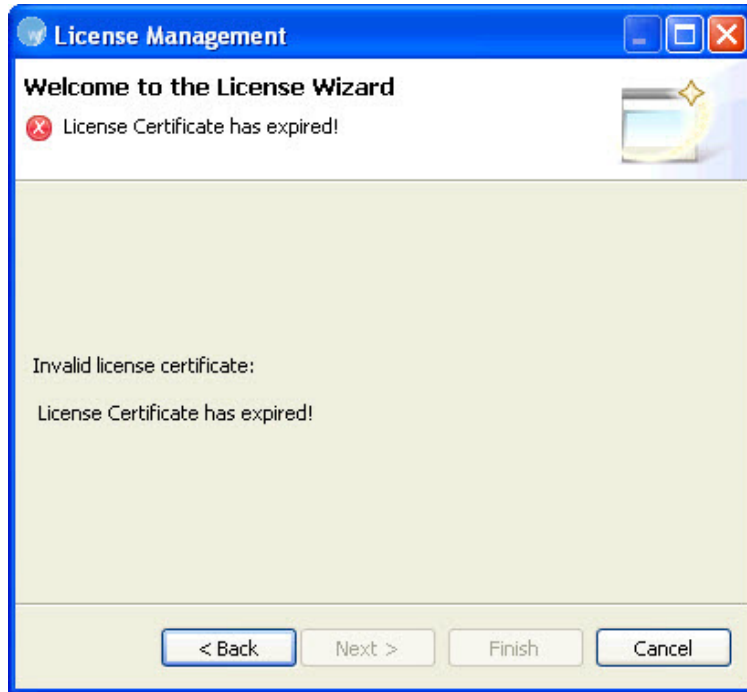 License Management
Welcome to the License Wizard
License Certificate has expired!
Invalid license certificate:
License Certificate has expired!
< Back
Next >
Finish
Cancel